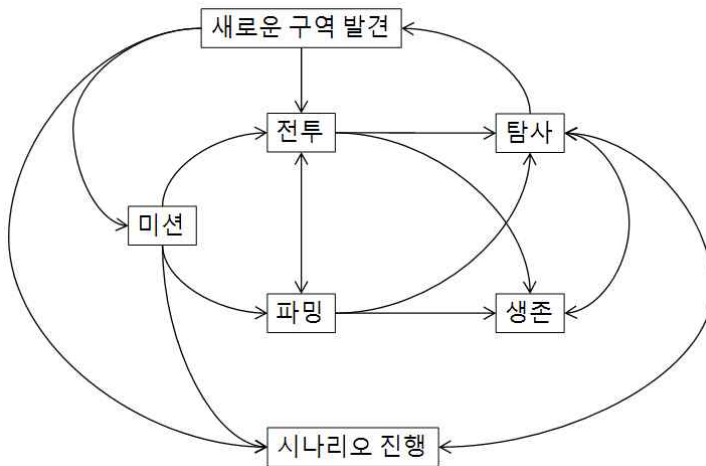 새로운 구역 발견
전투
탐사
미션
파밍
생존
시나리오 진행